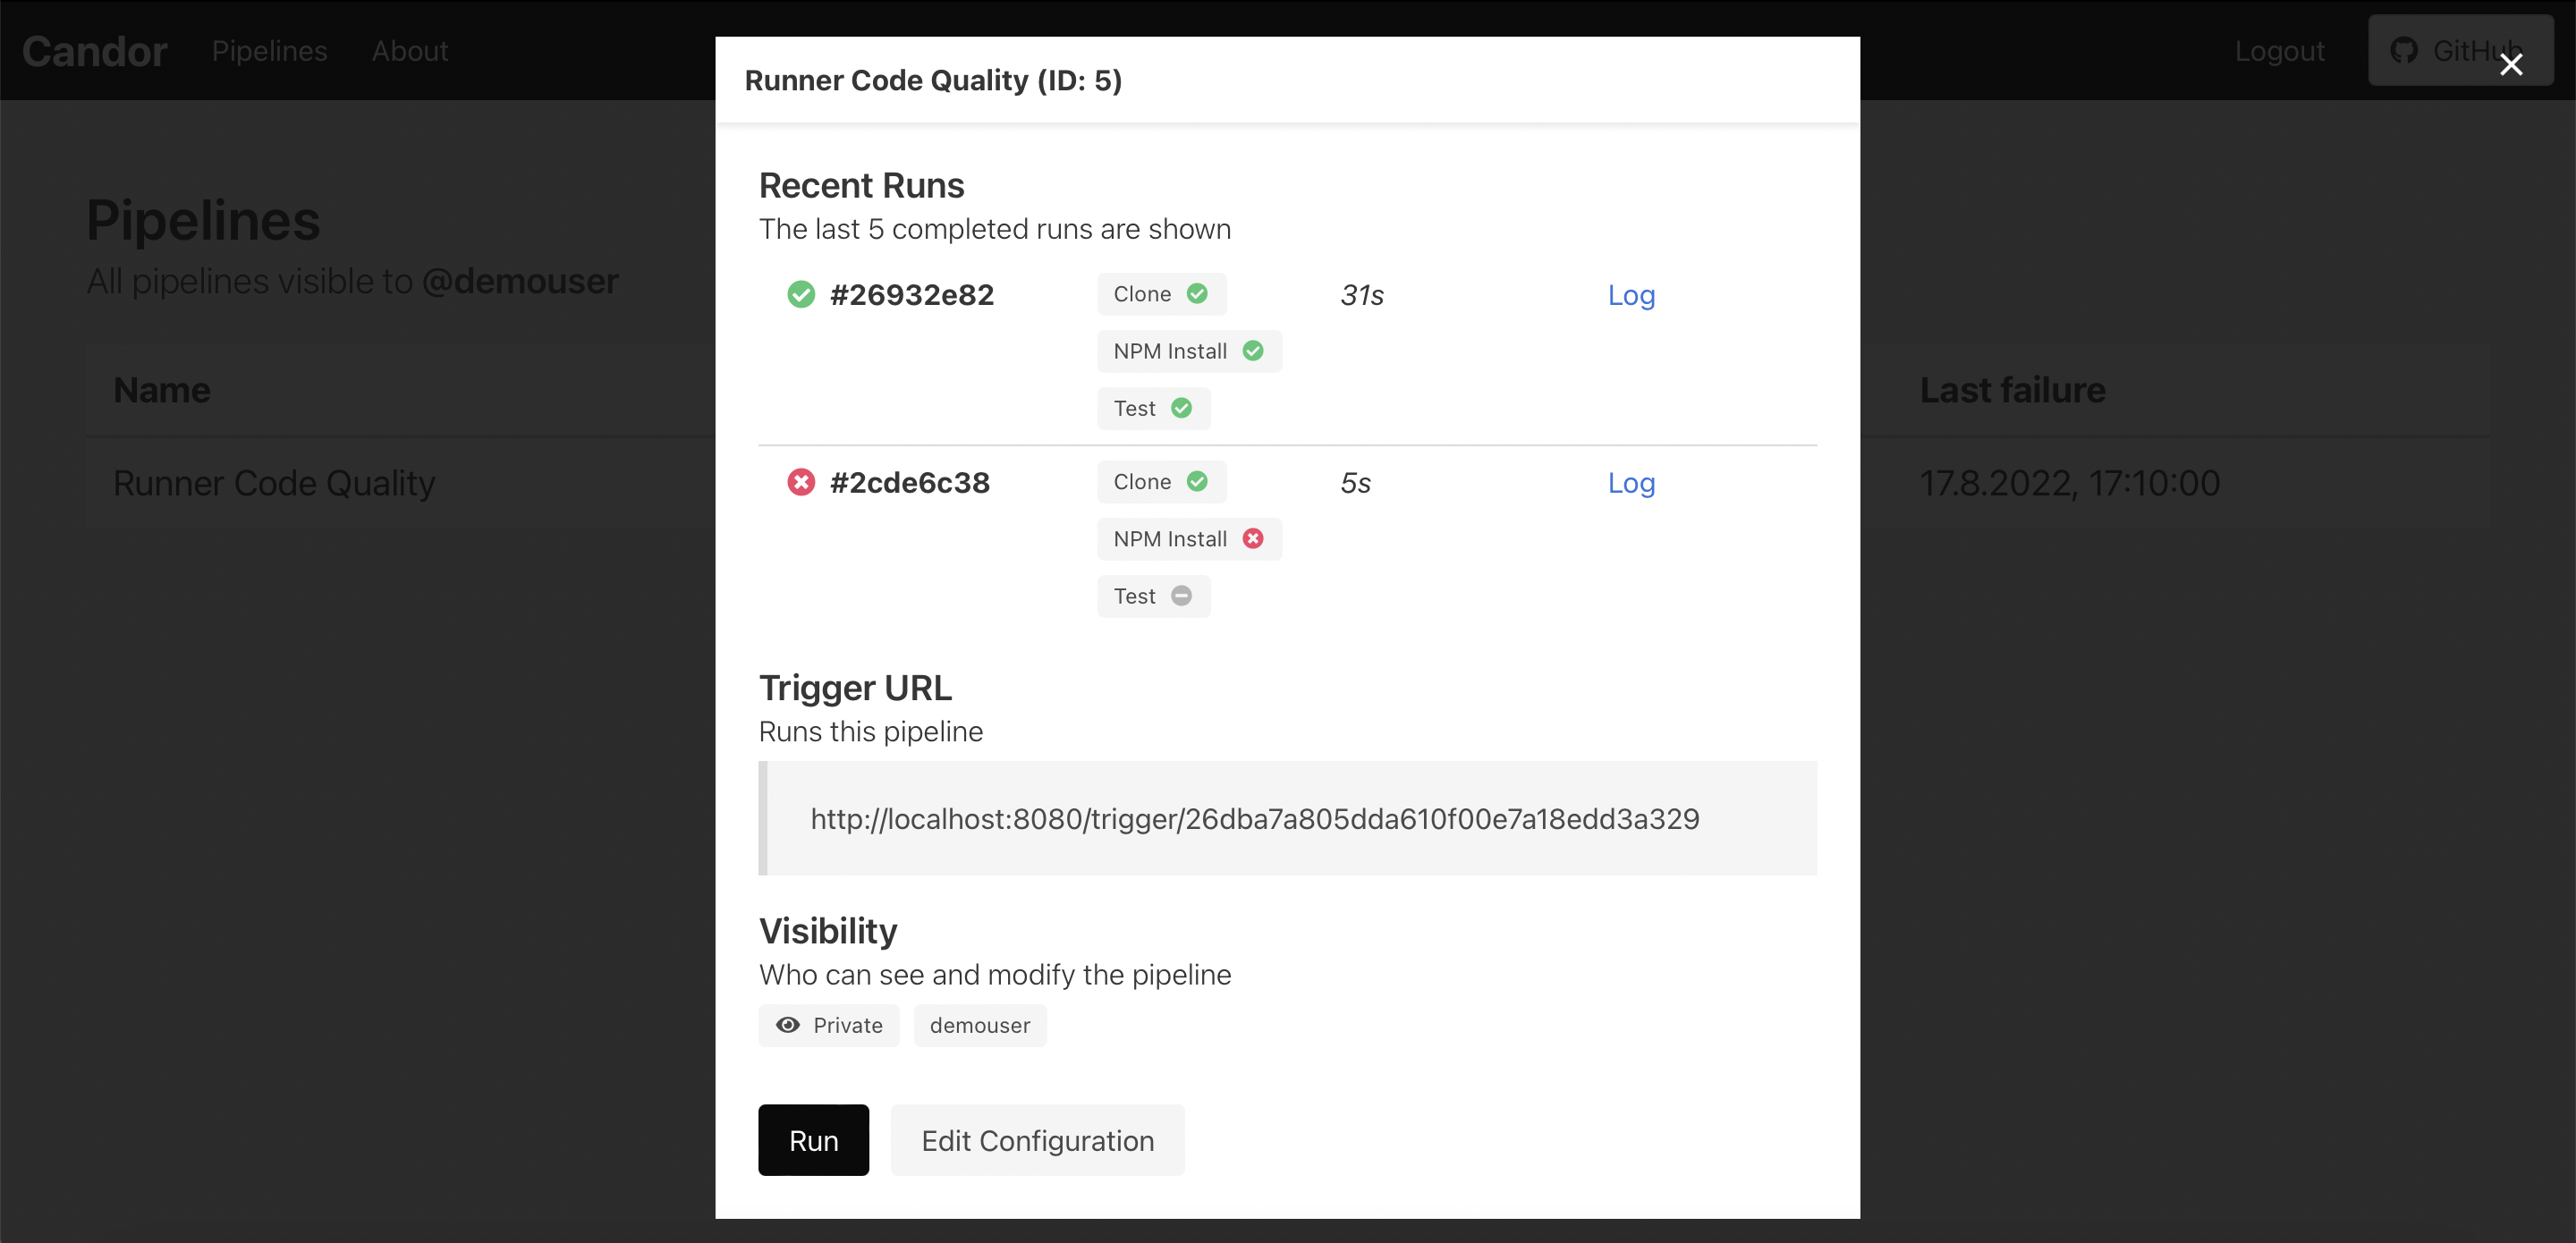 Candor Pipelines About Logout GitHub
Runner Code Quality (ID: 5)
Pipelines
All pipelines visible to @demouser
Name Last failure
Runner Code Quality 17.8.2022, 17:10:00
Recent Runs
The last 5 completed runs are shown
#26932e82 Clone 31s Log
NPM Install
Test
#2cde6c38 Clone 5s Log
NPM Install
Test
Trigger URL
Runs this pipeline
http://localhost:8080/trigger/26dba7a805dda610f00e7a18edd3a329
Visibility
Who can see and modify the pipeline
Private demouser
Run Edit Configuration